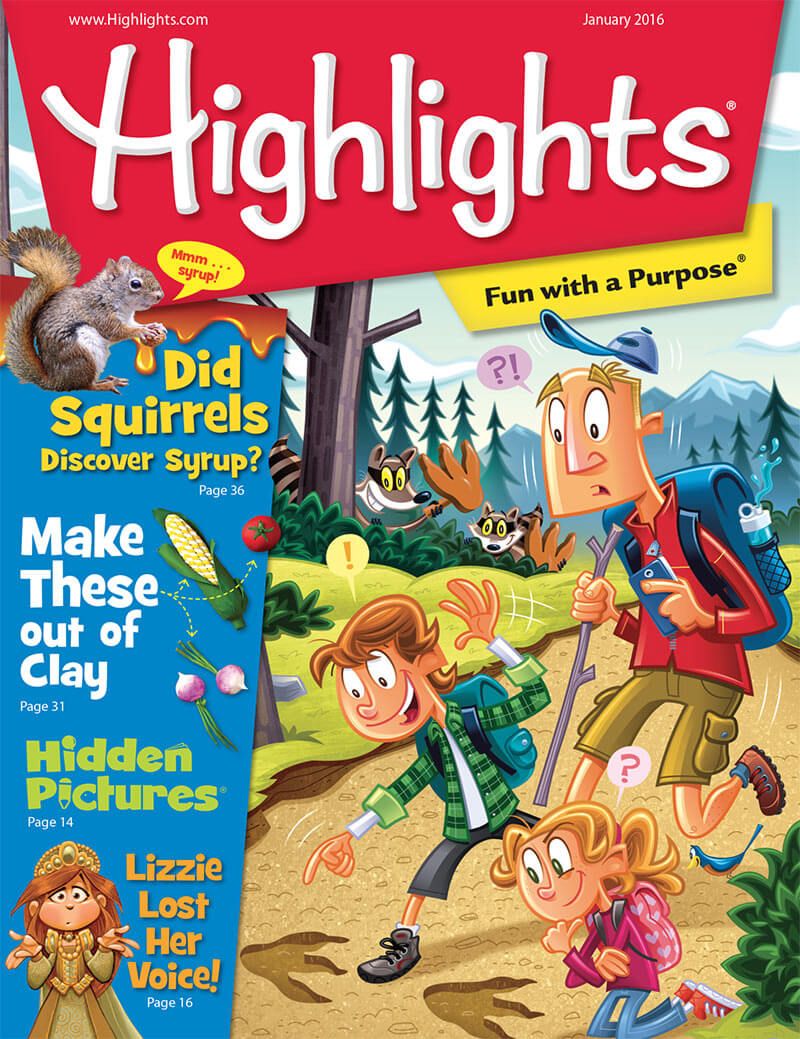 www.Highlights.com
January 2016
Highlights®
Fun with a Purpose®
Mmm . . .
syrup!
Did
Squirrels
Discover Syrup?
Page 36
?!
!
Make
These
out of
Clay
Page 31
Hidden
Pictures®
Page 14
?
Lizzie
Lost
Her
Voice!
Page 16